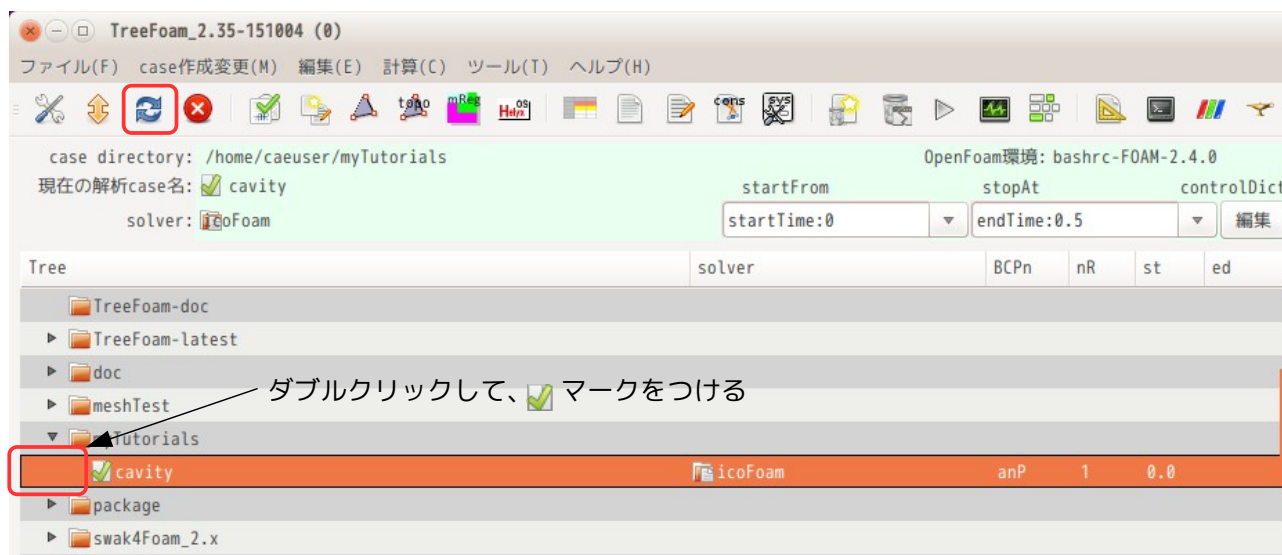 TreeFoam_2.35-151004 (0)
ファイル(F) case作成変更(M) 編集(E) 計算(C) ツール(T) ヘルプ(H)
topo mReg Helyx OS cons sys
case directory: /home/caeuser/myTutorials OpenFoam環境: bashrc-FOAM-2.4.0
現在の解析case名: cavity startFrom stopAt controlDict
solver: icoFoam startTime:0 endTime:0.5 編集
Tree solver BCPn nR st ed
TreeFoam-doc
TreeFoam-latest
doc
ダブルクリックして、 マークをつける
meshTest
myTutorials
cavity icoFoam anP 1 0.0
package
swak4Foam_2.x